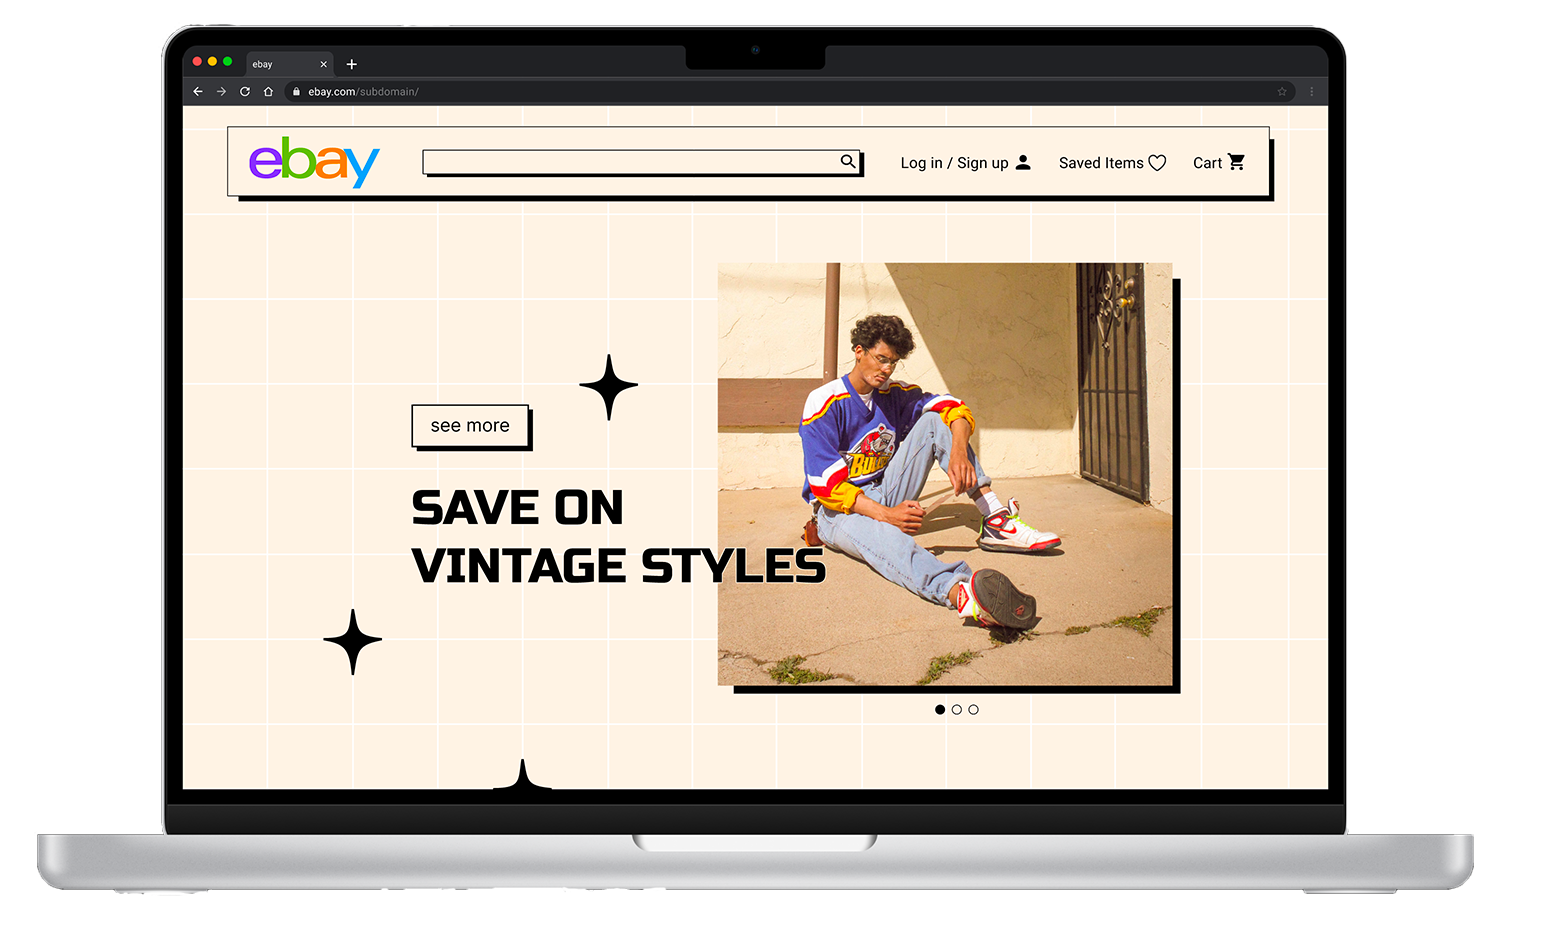 ebay
ebay.com/subdomain/
ebay
Log in / Sign up
Saved Items
Cart
see more
SAVE ON
VINTAGE STYLES